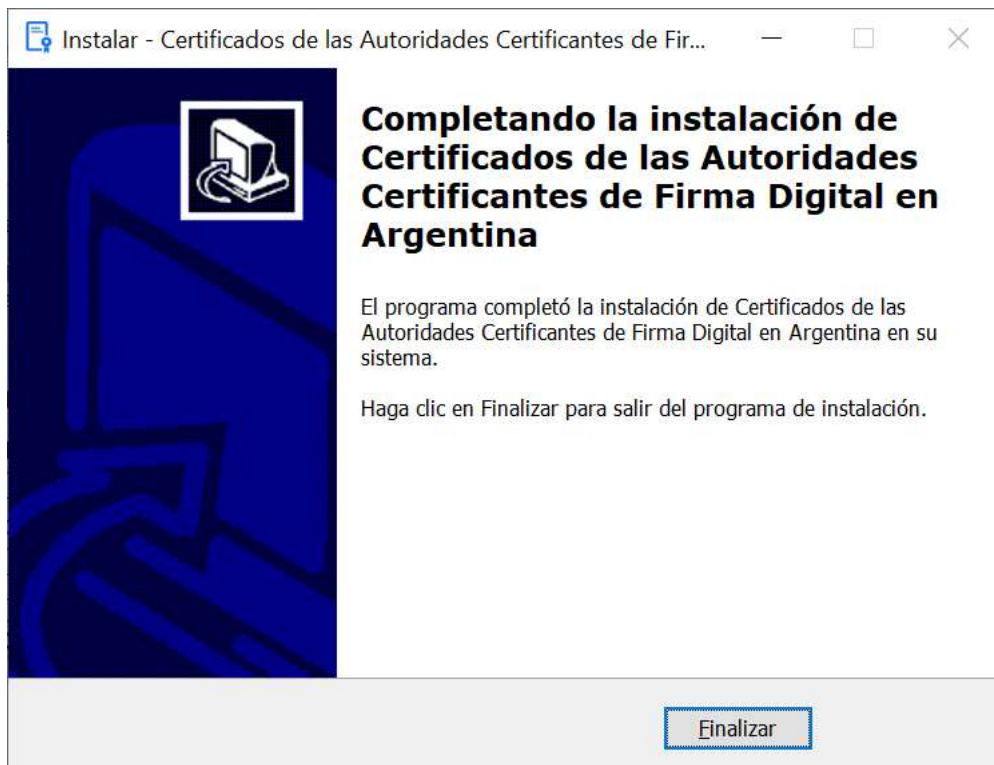 Instalar - Certificados de las Autoridades Certificantes de Fir...
Completando la instalación de
Certificados de las Autoridades
Certificantes de Firma Digital en
Argentina
El programa completó la instalación de Certificados de las
Autoridades Certificantes de Firma Digital en Argentina en su
sistema.
Haga clic en Finalizar para salir del programa de instalación.
Finalizar